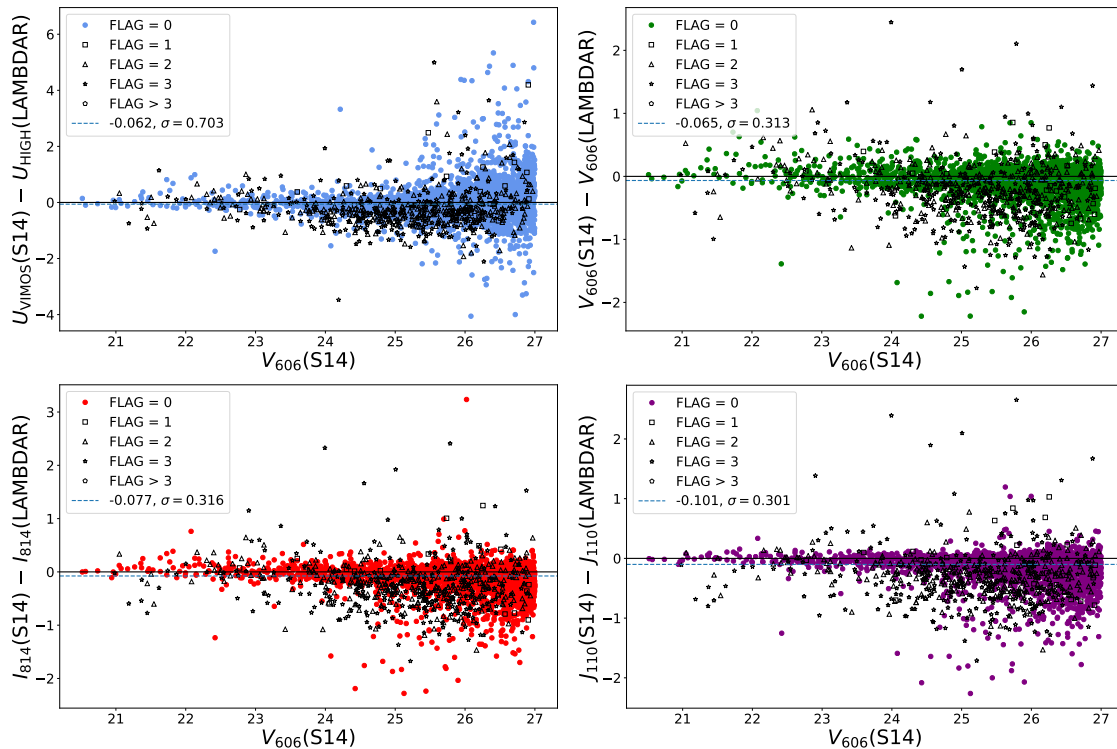 U_VIMOS(S14) − U_HIGH(LAMBDAR)
6
4
2
0
−2
−4
FLAG = 0
FLAG = 1
FLAG = 2
FLAG = 3
FLAG > 3
-0.062, σ = 0.703
21 22 23 24 25 26 27
V_606(S14)
V_606(S14) − V_606(LAMBDAR)
2
1
0
−1
−2
FLAG = 0
FLAG = 1
FLAG = 2
FLAG = 3
FLAG > 3
-0.065, σ = 0.313
21 22 23 24 25 26 27
V_606(S14)
I_814(S14) − I_814(LAMBDAR)
3
2
1
0
−1
−2
FLAG = 0
FLAG = 1
FLAG = 2
FLAG = 3
FLAG > 3
-0.077, σ = 0.316
21 22 23 24 25 26 27
V_606(S14)
J_110(S14) − J_110(LAMBDAR)
2
1
0
−1
−2
FLAG = 0
FLAG = 1
FLAG = 2
FLAG = 3
FLAG > 3
-0.101, σ = 0.301
21 22 23 24 25 26 27
V_606(S14)